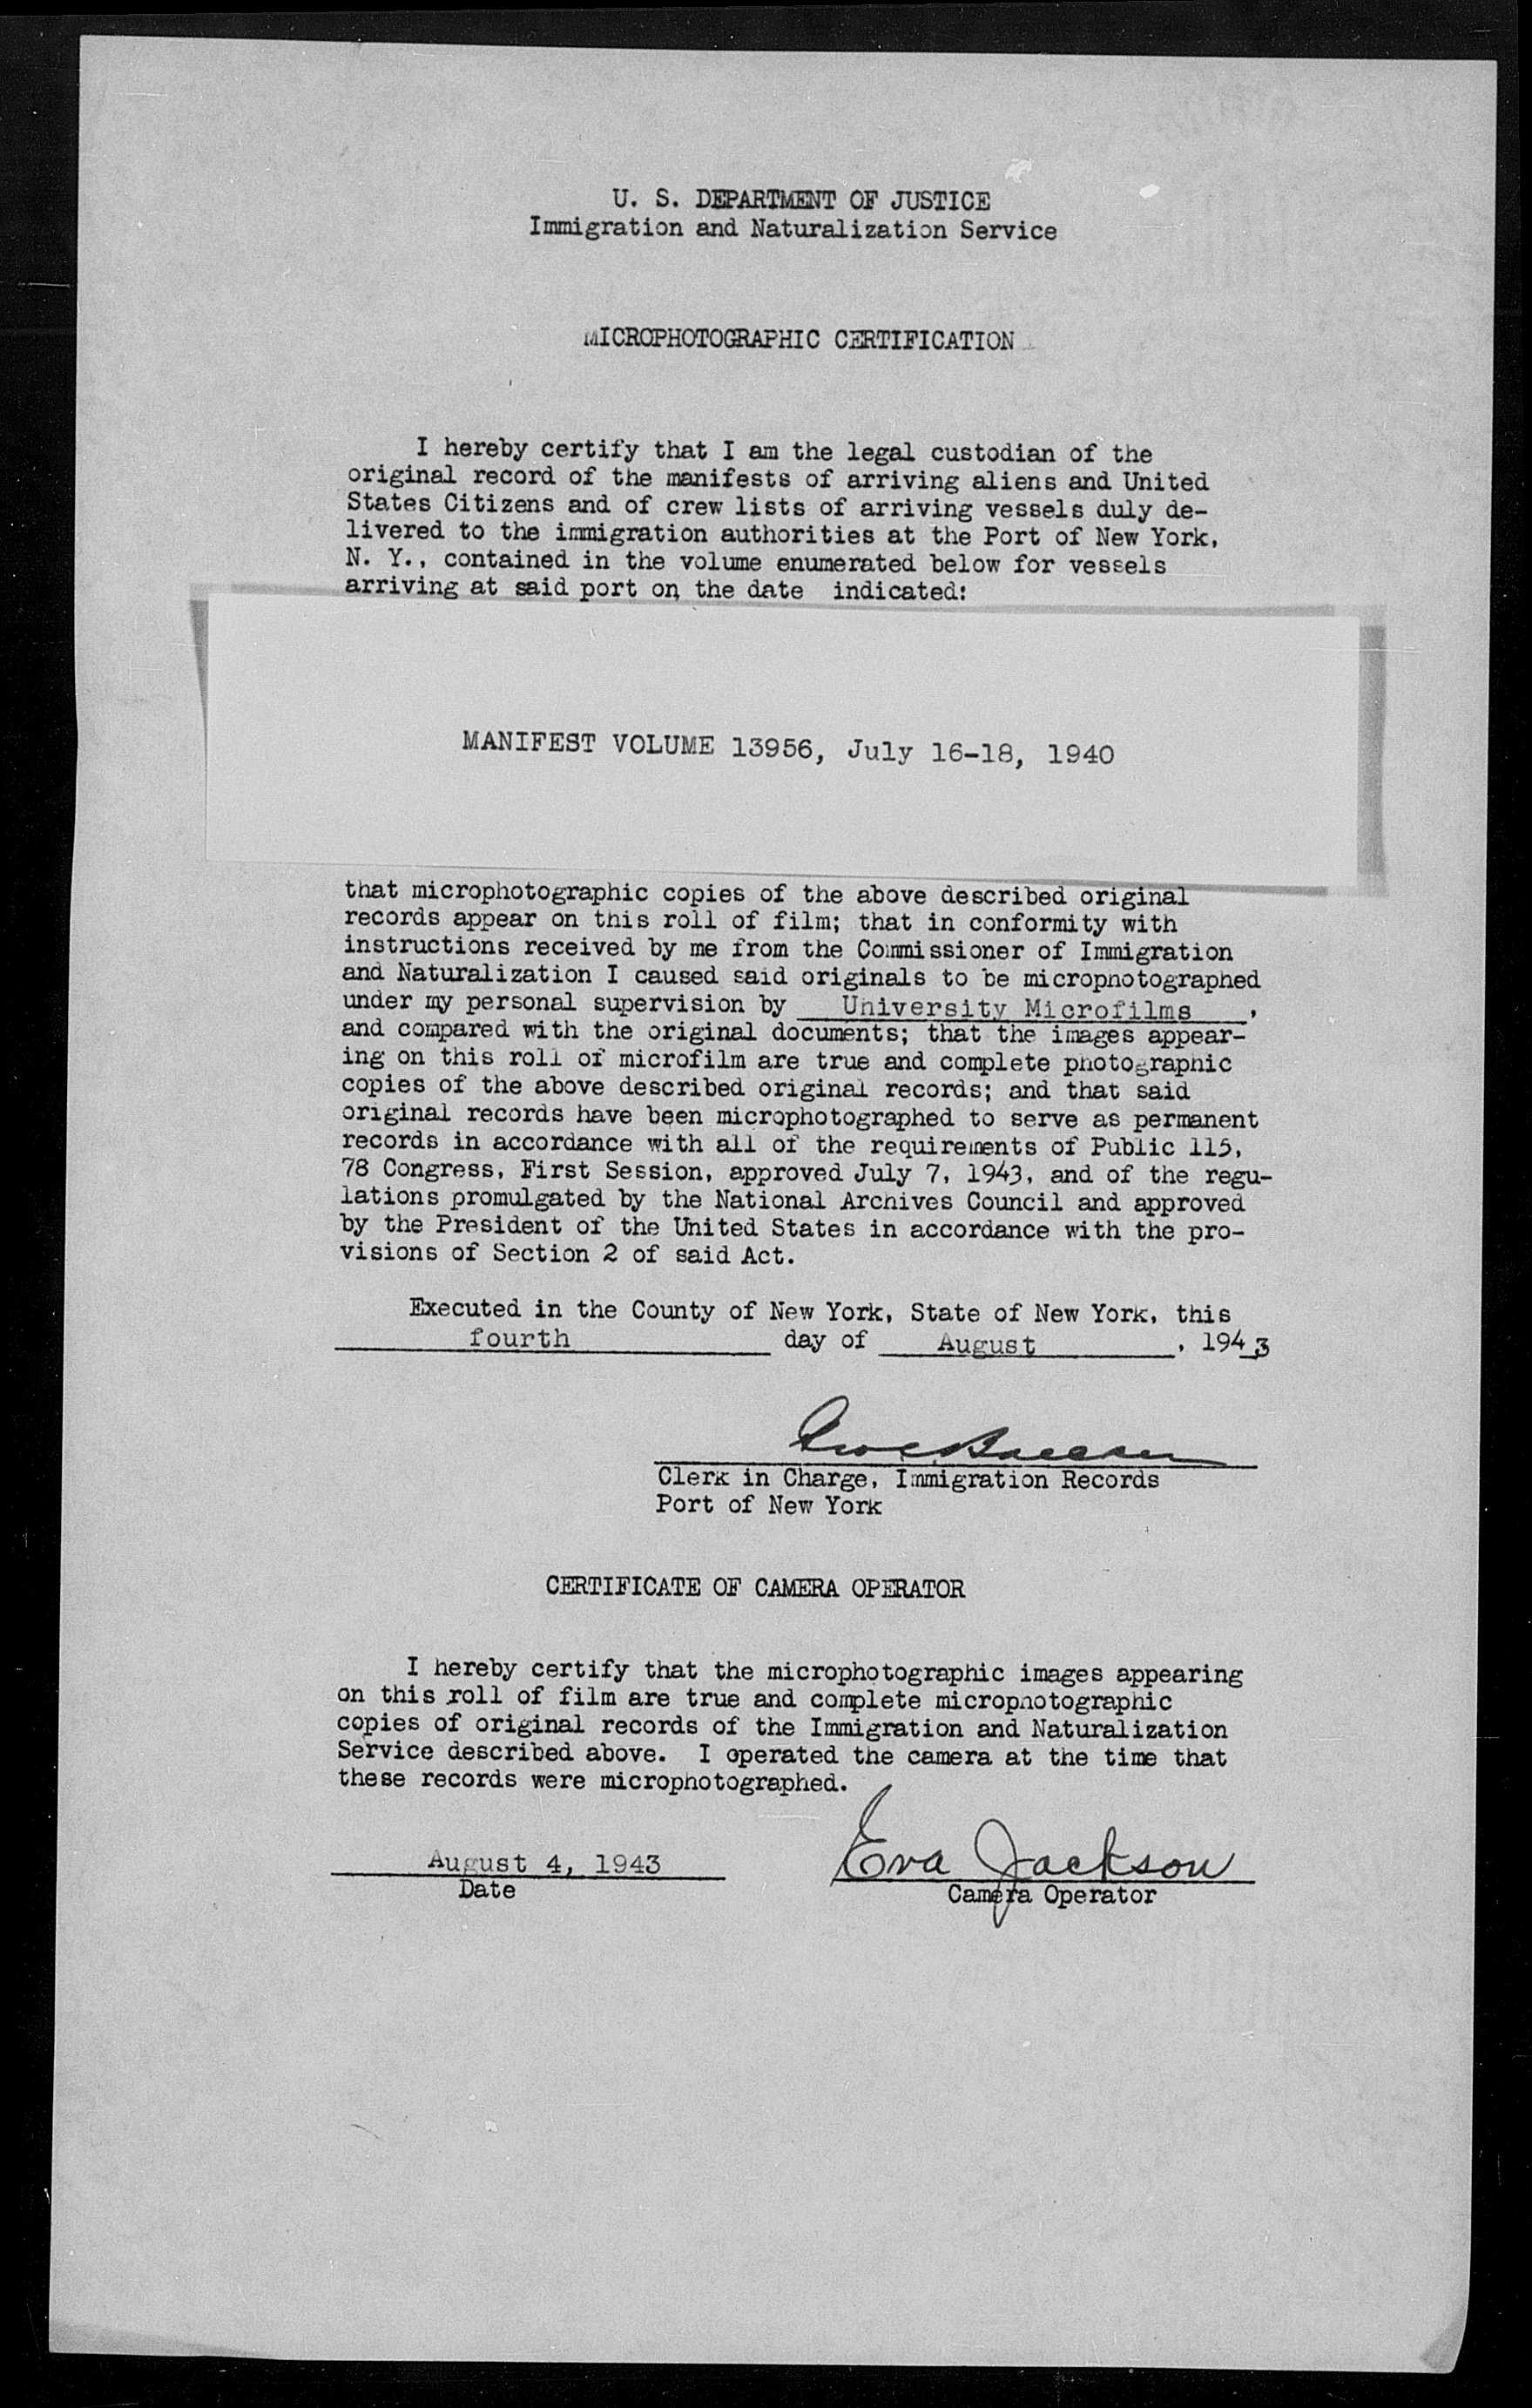 U. S. DEPARTMENT OF JUSTICE
Immigration and Naturalization Service
MICROPHOTOGRAPHIC CERTIFICATION
I hereby certify that I am the legal custodian of the
original record of the manifests of arriving aliens and United
States Citizens and of crew lists of arriving vessels duly de-
livered to the immigration authorities at the Port of New York,
N. Y., contained in the volume enumerated below for vessels
arriving at said port on the date indicated:
MANIFEST VOLUME 13956, July 16-18, 1940
that microphotographic copies of the above described original
records appear on this roll of film; that in conformity with
instructions received by me from the Commissioner of Immigration
and Naturalization I caused said originals to be microphotographed
under my personal supervision by University Microfilms,
and compared with the original documents; that the images appear-
ing on this roll of microfilm are true and complete photographic
copies of the above described original records; and that said
original records have been microphotographed to serve as permanent
records in accordance with all of the requirements of Public 115,
78 Congress, First Session, approved July 7, 1943, and of the regu-
lations promulgated by the National Archives Council and approved
by the President of the United States in accordance with the pro-
visions of Section 2 of said Act.
Executed in the County of New York, State of New York, this
fourth day of August, 1943
Clerk in Charge, Immigration Records
Port of New York
CERTIFICATE OF CAMERA OPERATOR
I hereby certify that the microphotographic images appearing
on this roll of film are true and complete microphotographic
copies of original records of the Immigration and Naturalization
Service described above. I operated the camera at the time that
these records were microphotographed.
August 4, 1943 Eva Jackson
Date Camera Operator